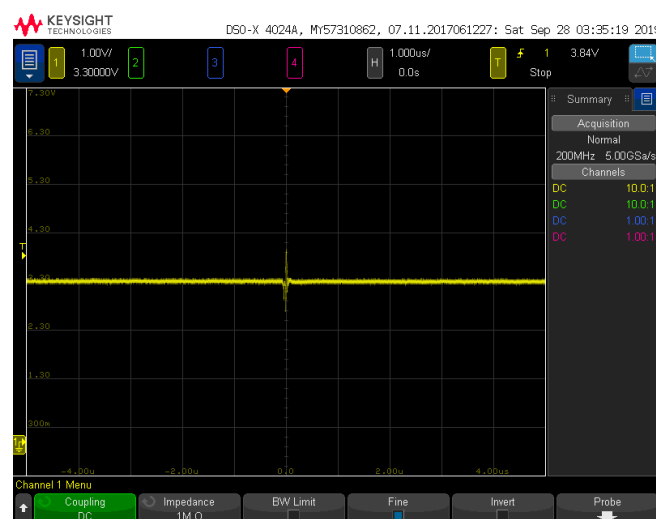 KEYSIGHT
TECHNOLOGIES
DSO-X 4024A, MY57310862, 07.11.2017061227: Sat Sep 28 03:35:19 2019
1 1.00V/ 3.30000V 2 3 4 H 1.000us/ 0.0s T 1 3.84V Stop
7.30V
6.30
5.30
4.30
T
3.30
2.30
1.30
300m
-4.00u -2.00u 0.0 2.00u 4.00us
Summary
Acquisition
Normal
200MHz 5.00GSa/s
Channels
DC 10.0:1
DC 10.0:1
DC 1.00:1
DC 1.00:1
Channel 1 Menu
Coupling Impedance BW Limit Fine Invert Probe
DC 1M Ω